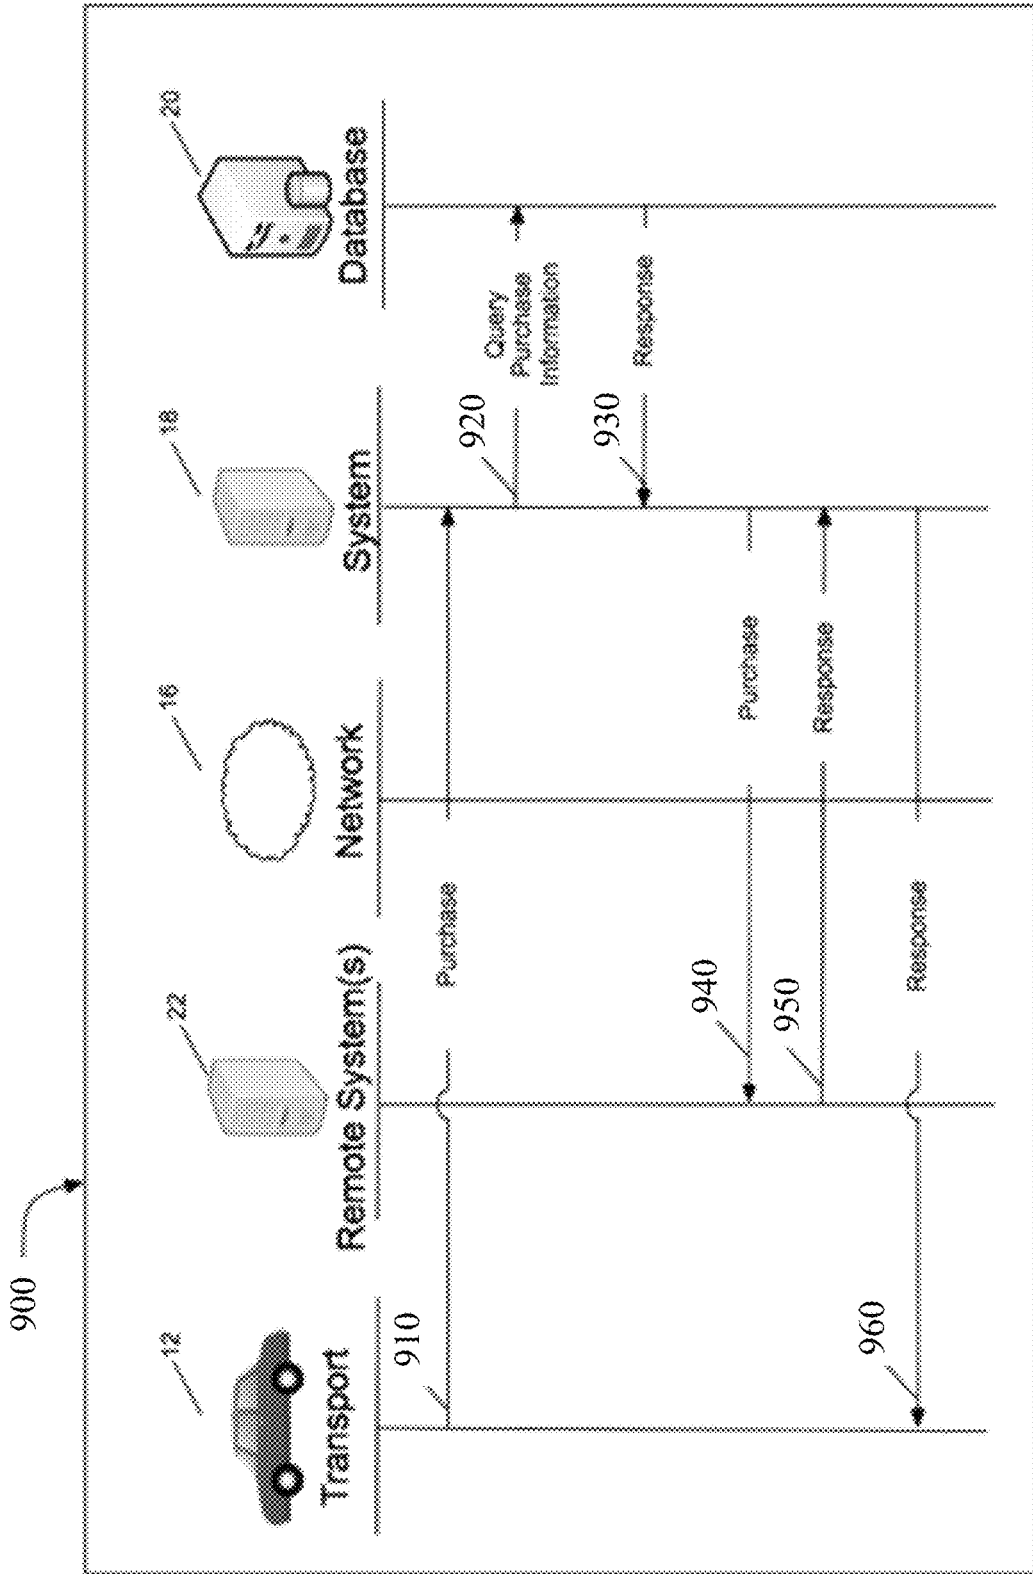 900
12
22
16
18
20
Transport
Remote System(s)
Network
System
Database
910
Purchase
920
Query
Purchase
Information
930
Response
940
Purchase
950
Response
960
Response